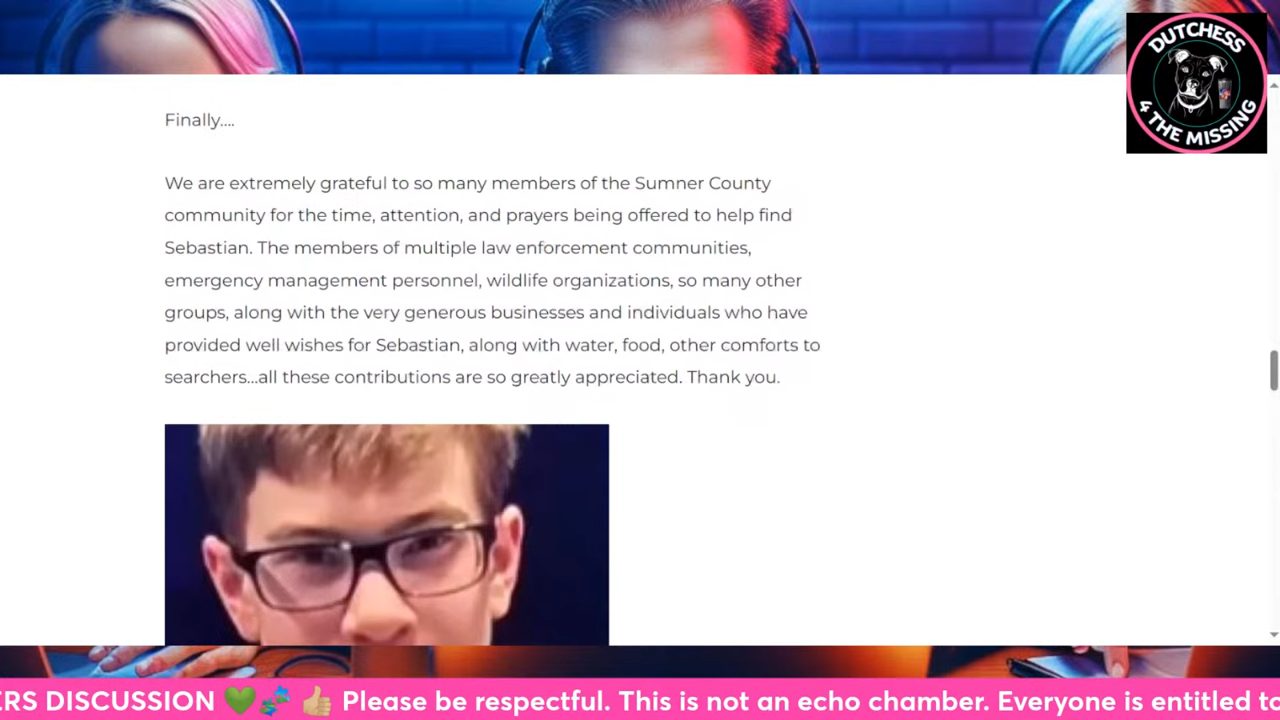 DUTCHESS
4 THE MISSING
Finally....
We are extremely grateful to so many members of the Sumner County
community for the time, attention, and prayers being offered to help find
Sebastian. The members of multiple law enforcement communities,
emergency management personnel, wildlife organizations, so many other
groups, along with the very generous businesses and individuals who have
provided well wishes for Sebastian, along with water, food, other comforts to
searchers...all these contributions are so greatly appreciated. Thank you.
ERS DISCUSSION 💚🧩 👍🏼 Please be respectful. This is not an echo chamber. Everyone is entitled to